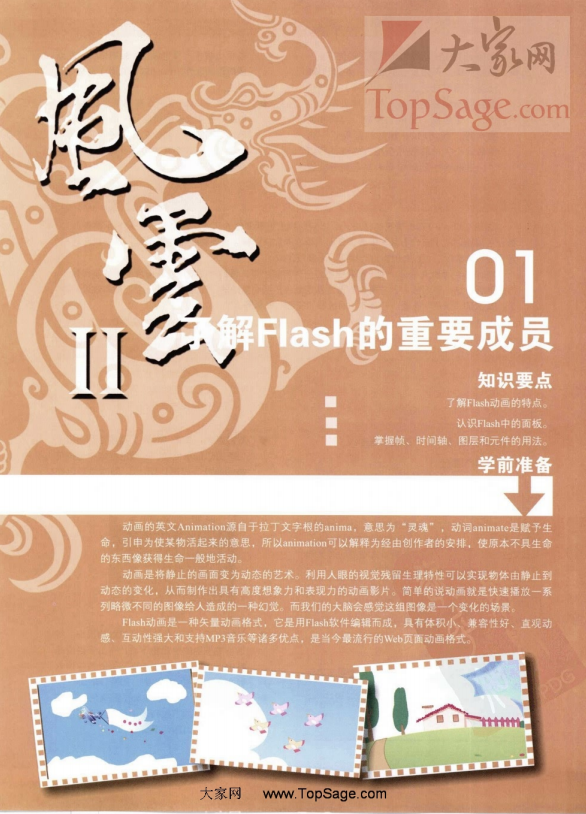 大家网
TopSage.com
風
雲
II
01
了解Flash的重要成员
知识要点
了解Flash动画的特点。
认识Flash中的面板。
掌握帧、时间轴、图层和元件的用法。
学前准备
动画的英文Animation源自于拉丁文字根的anima，意思为“灵魂”，动词animate是赋予生
命，引申为使某物活起来的意思，所以animation可以解释为经由创作者的安排，使原本不具生命
的东西像获得生命一般地活动。
动画是将静止的画面变为动态的艺术。利用人眼的视觉残留生理特性可以实现物体由静止到
动态的变化，从而制作出具有高度想象力和表现力的动画影片。简单的说动画就是快速播放一系
列略微不同的图像给人造成的一种幻觉。而我们的大脑会感觉这组图像是一个变化的场景。
Flash动画是一种矢量动画格式，它是用Flash软件编辑而成，具有体积小、兼容性好、直观动
感、互动性强大和支持MP3音乐等诸多优点，是当今最流行的Web页面动画格式。
PDG
大家网 www.TopSage.com